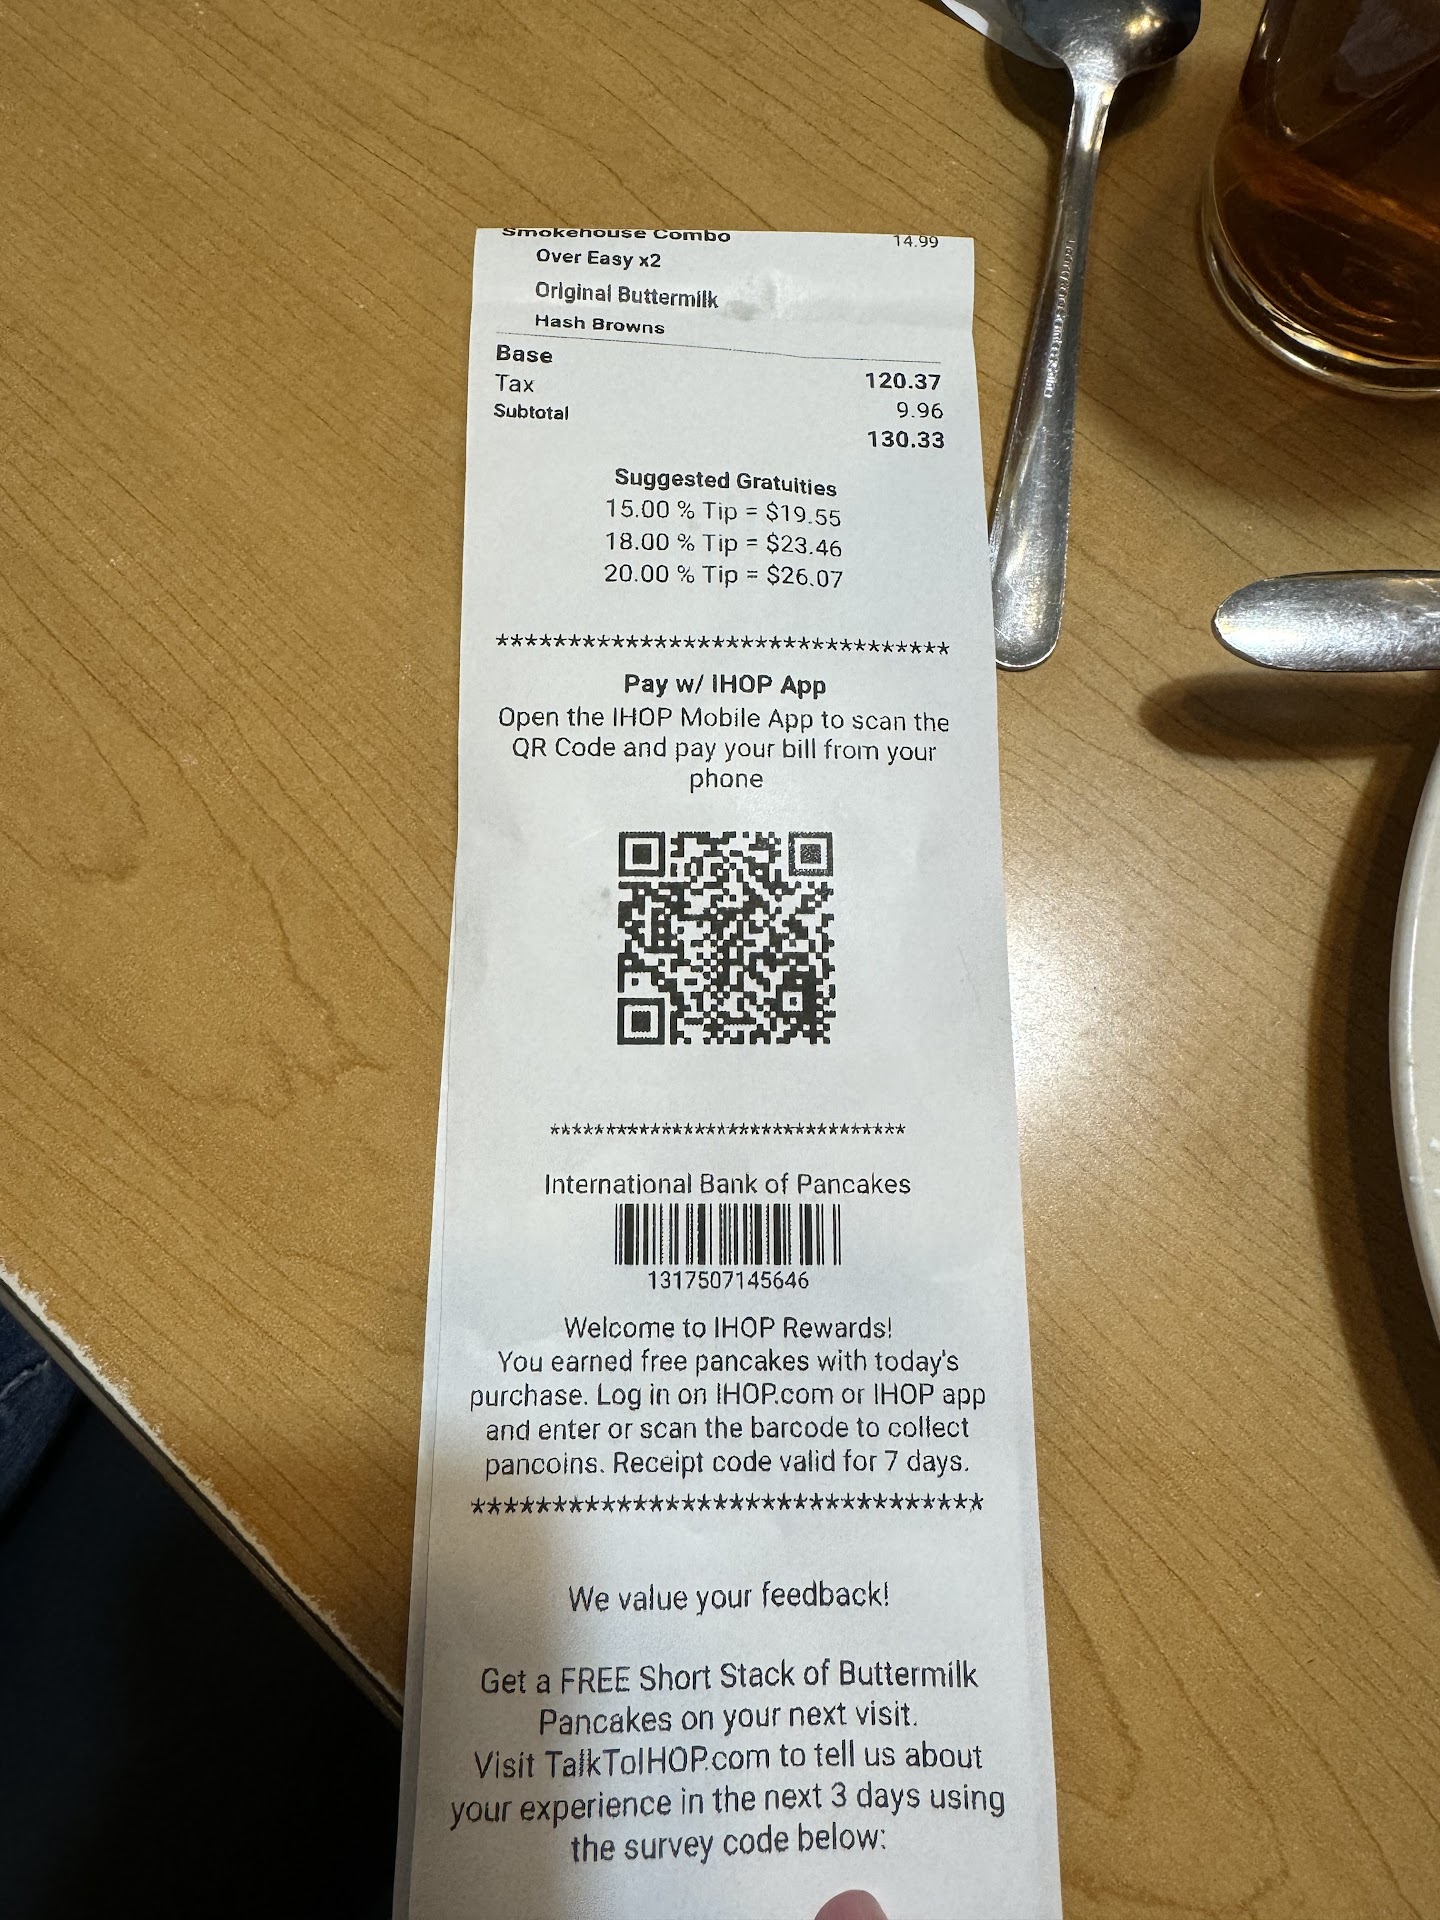 Smokehouse Combo 14.99
Over Easy x2
Original Buttermilk
Hash Browns
Base 120.37
Tax 9.96
Subtotal 130.33
Suggested Gratuities
15.00 % Tip = $19.55
18.00 % Tip = $23.46
20.00 % Tip = $26.07
********************************
Pay w/ IHOP App
Open the IHOP Mobile App to scan the
QR Code and pay your bill from your
phone
********************************
International Bank of Pancakes
1317507145646
Welcome to IHOP Rewards!
You earned free pancakes with today's
purchase. Log in on IHOP.com or IHOP app
and enter or scan the barcode to collect
pancoins. Receipt code valid for 7 days.
********************************
We value your feedback!
Get a FREE Short Stack of Buttermilk
Pancakes on your next visit.
Visit TalkToIHOP.com to tell us about
your experience in the next 3 days using
the survey code below: